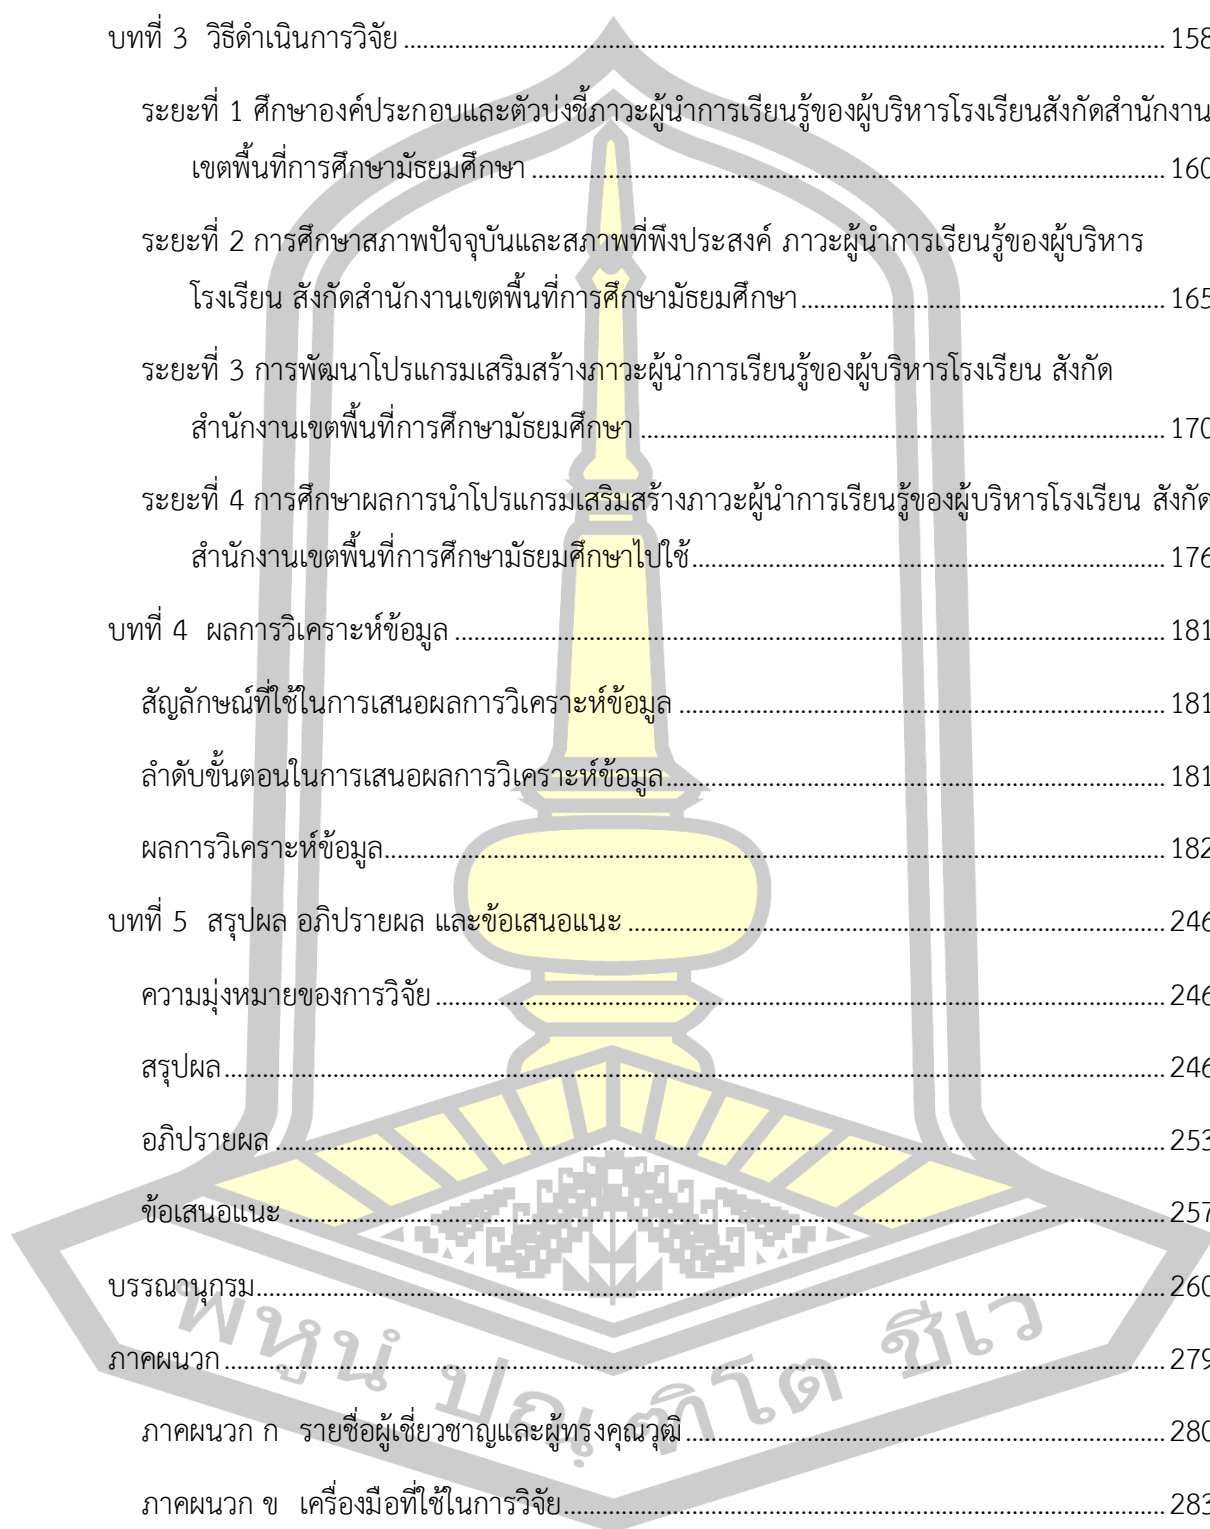 บทที่ 3 วิธีดำเนินการวิจัย ........ 158
ระยะที่ 1 ศึกษาองค์ประกอบและตัวบ่งชี้ภาวะผู้นำการเรียนรู้ของผู้บริหารโรงเรียนสังกัดสำนักงาน
เขตพื้นที่การศึกษามัธยมศึกษา ........ 160
ระยะที่ 2 การศึกษาสภาพปัจจุบันและสภาพที่พึงประสงค์ ภาวะผู้นำการเรียนรู้ของผู้บริหาร
โรงเรียน สังกัดสำนักงานเขตพื้นที่การศึกษามัธยมศึกษา ........ 165
ระยะที่ 3 การพัฒนาโปรแกรมเสริมสร้างภาวะผู้นำการเรียนรู้ของผู้บริหารโรงเรียน สังกัด
สำนักงานเขตพื้นที่การศึกษามัธยมศึกษา ........ 170
ระยะที่ 4 การศึกษาผลการนำโปรแกรมเสริมสร้างภาวะผู้นำการเรียนรู้ของผู้บริหารโรงเรียน สังกัด
สำนักงานเขตพื้นที่การศึกษามัธยมศึกษาไปใช้ ........ 176
บทที่ 4 ผลการวิเคราะห์ข้อมูล ........ 181
สัญลักษณ์ที่ใช้ในการเสนอผลการวิเคราะห์ข้อมูล ........ 181
ลำดับขั้นตอนในการเสนอผลการวิเคราะห์ข้อมูล ........ 181
ผลการวิเคราะห์ข้อมูล ........ 182
บทที่ 5 สรุปผล อภิปรายผล และข้อเสนอแนะ ........ 246
ความมุ่งหมายของการวิจัย ........ 246
สรุปผล ........ 246
อภิปรายผล ........ 253
ข้อเสนอแนะ ........ 257
บรรณานุกรม ........ 260
ภาคผนวก ........ 279
ภาคผนวก ก รายชื่อผู้เชี่ยวชาญและผู้ทรงคุณวุฒิ ........ 280
ภาคผนวก ข เครื่องมือที่ใช้ในการวิจัย ........ 283
พหูนํ ปณฺฑิโต ชีเว